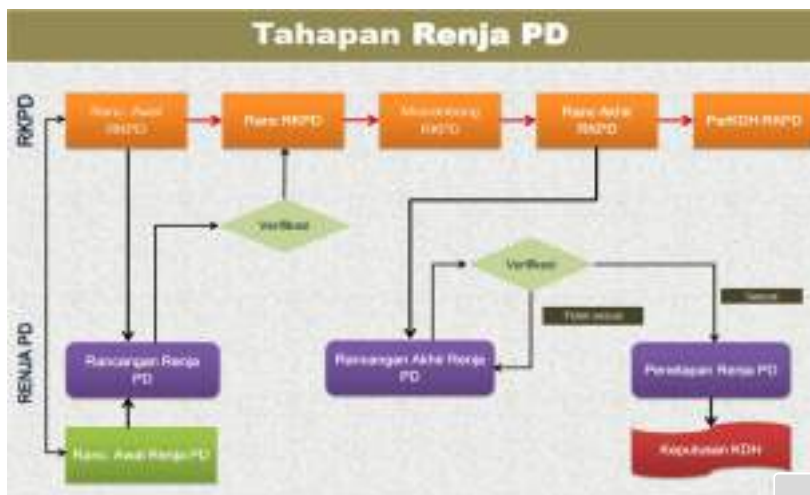 Tahapan Renja PD
RKPD
Ranc. Awal
RKPD
Ranc RKPD
Musrenbang
RKPD
Ranc Akhir
RKPD
PerKDH RKPD
Verifikasi
Verifikasi
Sesuai
Tidak sesuai
RENJA PD
Rancangan Renja
PD
Rancangan Akhir Renja
PD
Penetapan Renja PD
Ranc. Awal Renja PD
Keputusan KDH